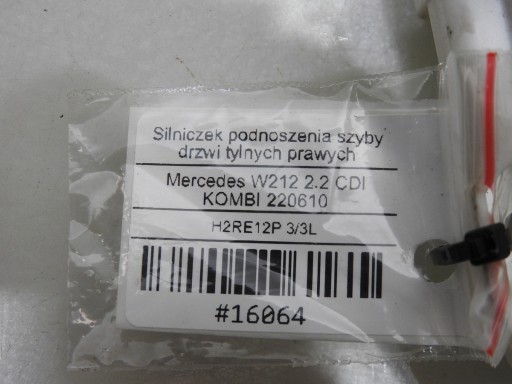 Silniczek podnoszenia szyby
drzwi tylnych prawych
Mercedes W212 2.2 CDI
KOMBI 220610
H2RE12P 3/3L
#16064